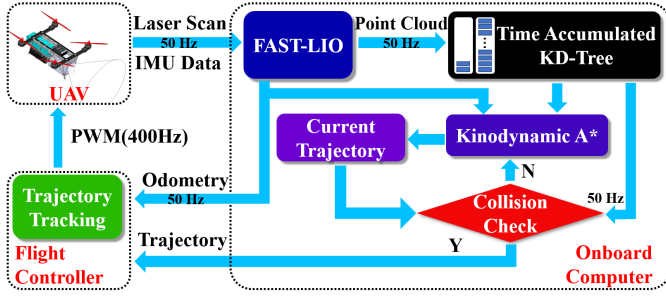 Laser Scan
50 Hz
IMU Data
UAV
FAST-LIO
Point Cloud
50 Hz
Time Accumulated
KD-Tree
PWM(400Hz)
Current
Trajectory
Kinodynamic A*
N
Odometry
50 Hz
Trajectory
Tracking
Collision
Check
50 Hz
Trajectory
Y
Flight
Controller
Onboard
Computer